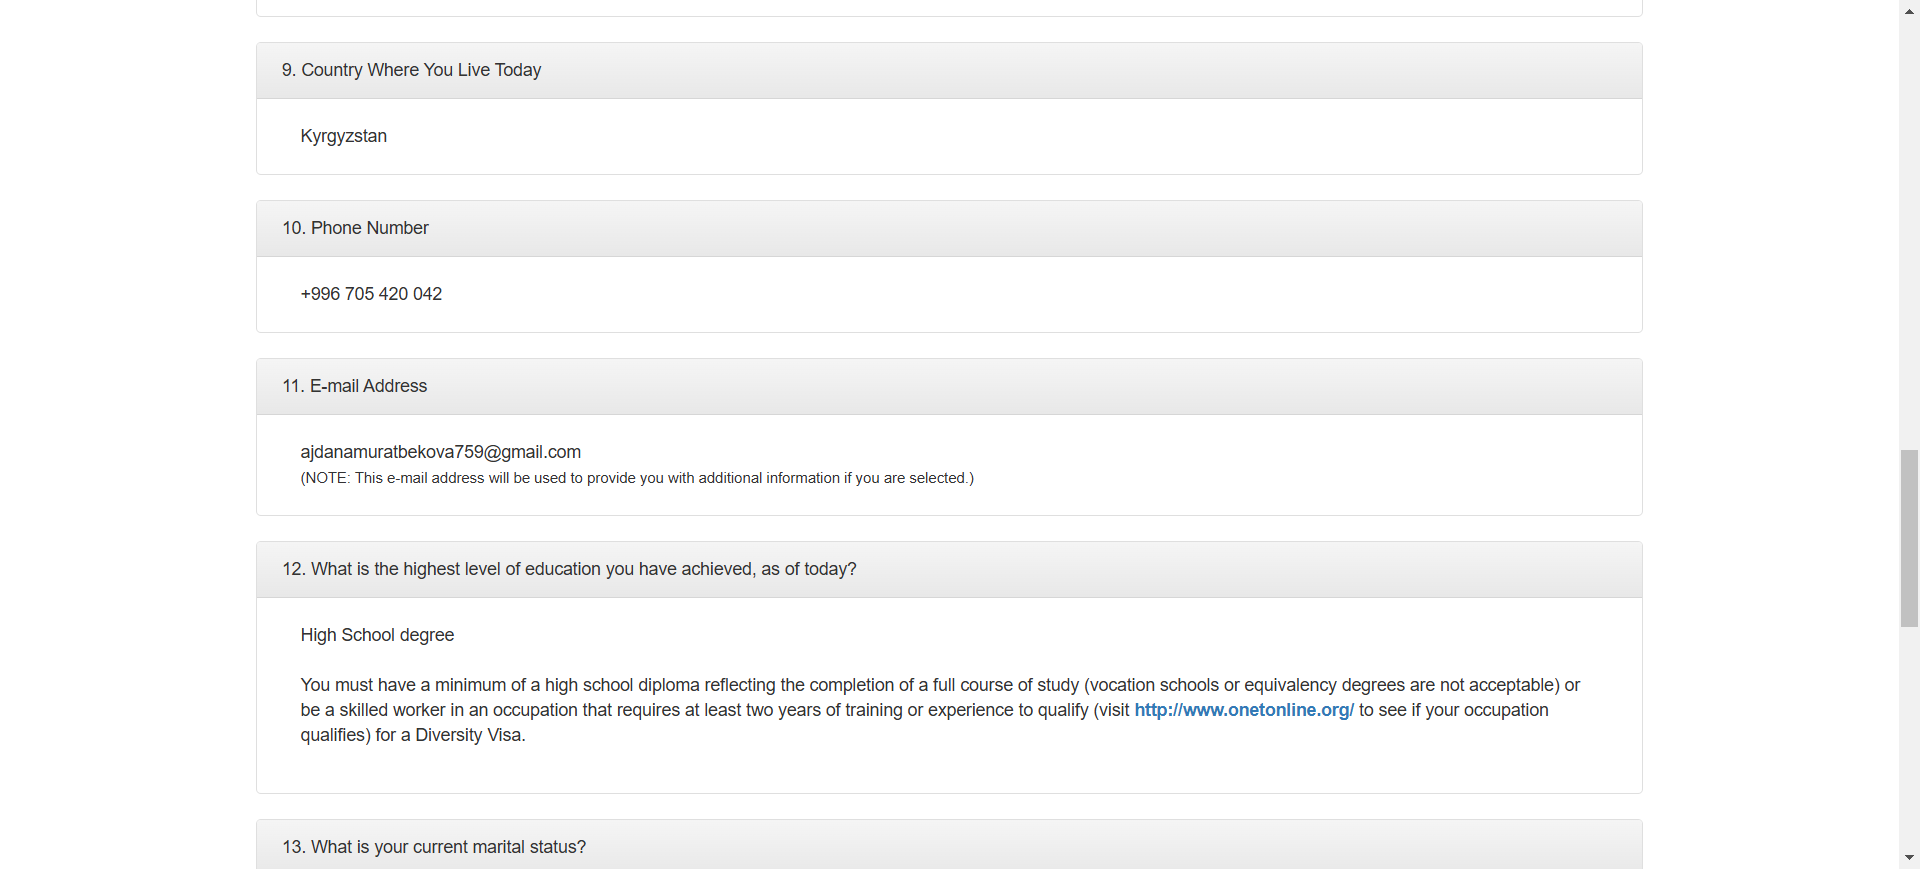 9. Country Where You Live Today
Kyrgyzstan
10. Phone Number
+996 705 420 042
11. E-mail Address
ajdanamuratbekova759@gmail.com
(NOTE: This e-mail address will be used to provide you with additional information if you are selected.)
12. What is the highest level of education you have achieved, as of today?
High School degree
You must have a minimum of a high school diploma reflecting the completion of a full course of study (vocation schools or equivalency degrees are not acceptable) or
be a skilled worker in an occupation that requires at least two years of training or experience to qualify (visit http://www.onetonline.org/ to see if your occupation
qualifies) for a Diversity Visa.
13. What is your current marital status?